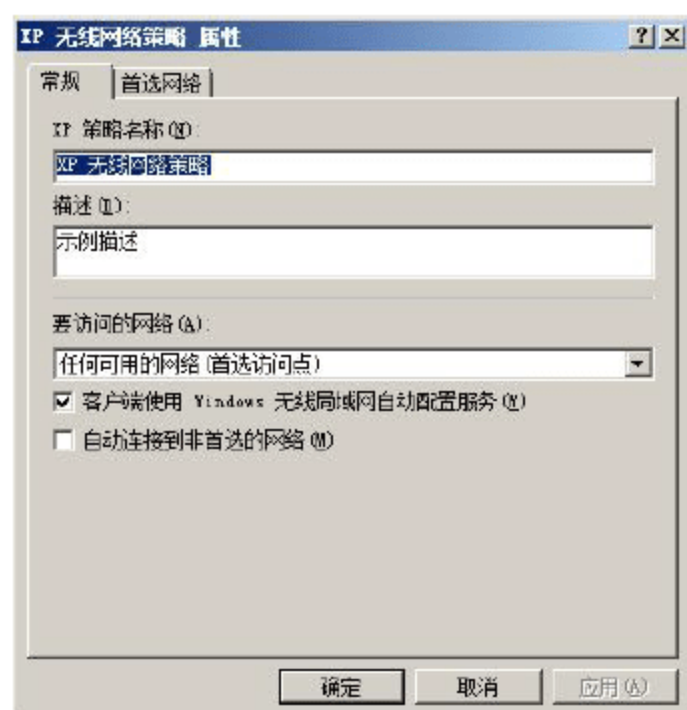 XP 无线网络策略 属性
常规 首选网络
XP 策略名称(N):
XP 无线网络策略
描述(D):
示例描述
要访问的网络(A):
任何可用的网络(首选访问点)
客户端使用 Windows 无线局域网自动配置服务(Y)
自动连接到非首选的网络(M)
确定 取消 应用(A)